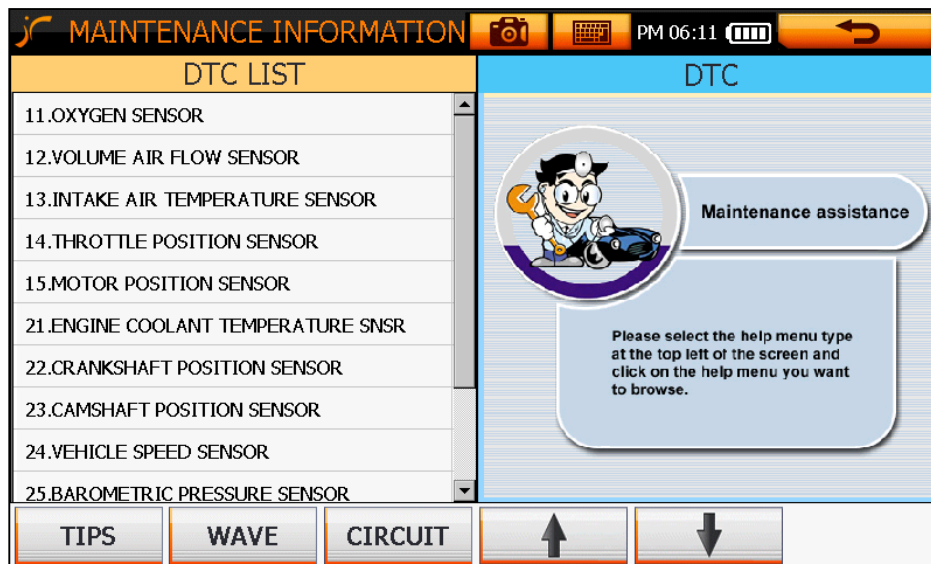 MAINTENANCE INFORMATION
PM 06:11
DTC LIST
DTC
11.OXYGEN SENSOR
12.VOLUME AIR FLOW SENSOR
13.INTAKE AIR TEMPERATURE SENSOR
14.THROTTLE POSITION SENSOR
15.MOTOR POSITION SENSOR
21.ENGINE COOLANT TEMPERATURE SNSR
22.CRANKSHAFT POSITION SENSOR
23.CAMSHAFT POSITION SENSOR
24.VEHICLE SPEED SENSOR
25.BAROMETRIC PRESSURE SENSOR
Maintenance assistance
Please select the help menu type
at the top left of the screen and
click on the help menu you want
to browse.
TIPS
WAVE
CIRCUIT